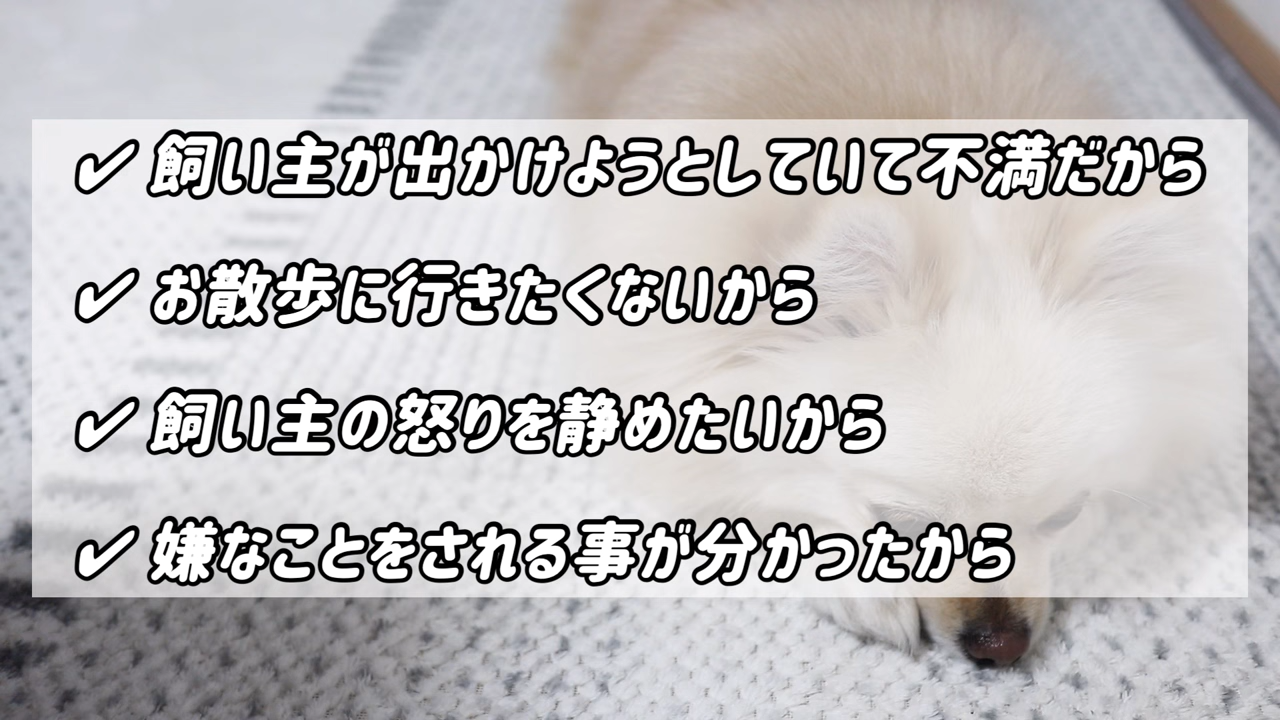 ✔ 飼い主が出かけようとしていて不満だから
✔ お散歩に行きたくないから
✔ 飼い主の怒りを静めたいから
✔ 嫌なことをされる事が分かったから